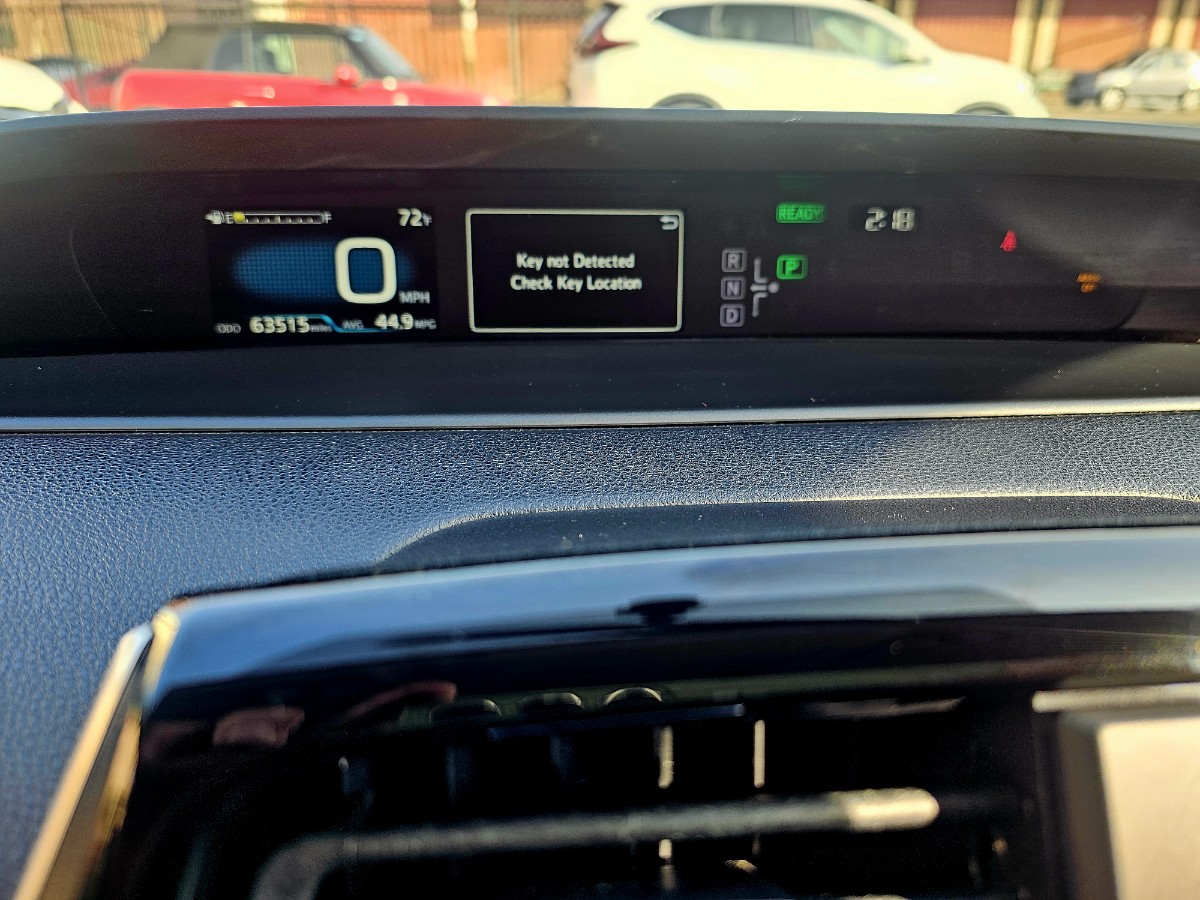 E F 72°F
0 MPH
ODO 63515 miles AVG 44.9 MPG
Key not Detected
Check Key Location
READY 2:18
R P
N
D